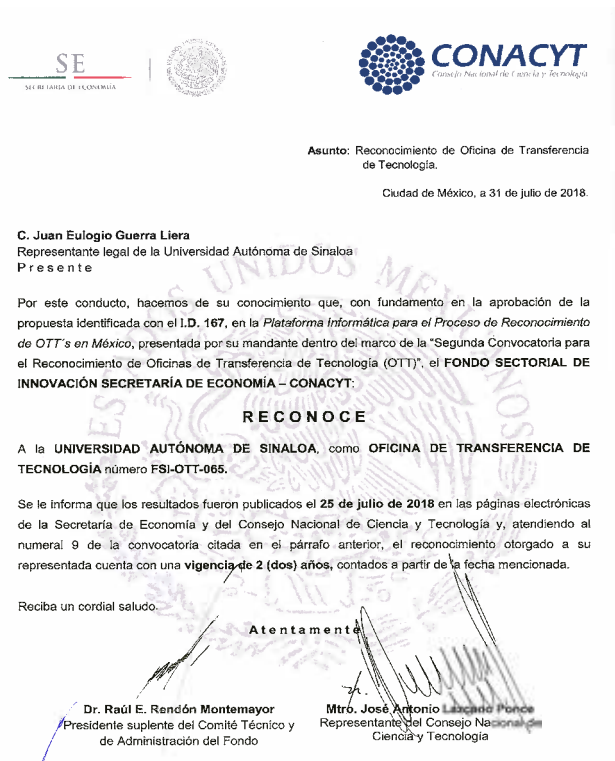 SE
SECRETARÍA DE ECONOMÍA
CONACYT
Consejo Nacional de Ciencia y Tecnología
Asunto: Reconocimiento de Oficina de Transferencia
de Tecnología.
Ciudad de México, a 31 de julio de 2018.
C. Juan Eulogio Guerra Liera
Representante legal de la Universidad Autónoma de Sinaloa
P r e s e n t e
Por este conducto, hacemos de su conocimiento que, con fundamento en la aprobación de la
propuesta identificada con el I.D. 167, en la Plataforma Informática para el Proceso de Reconocimiento
de OTT´s en México, presentada por su mandante dentro del marco de la “Segunda Convocatoria para
el Reconocimiento de Oficinas de Transferencia de Tecnología (OTT)”, el FONDO SECTORIAL DE
INNOVACIÓN SECRETARÍA DE ECONOMÍA – CONACYT:
R E C O N O C E
A la UNIVERSIDAD AUTÓNOMA DE SINALOA, como OFICINA DE TRANSFERENCIA DE
TECNOLOGÍA número FSI-OTT-065.
Se le informa que los resultados fueron publicados el 25 de julio de 2018 en las páginas electrónicas
de la Secretaría de Economía y del Consejo Nacional de Ciencia y Tecnología y, atendiendo al
numeral 9 de la convocatoria citada en el párrafo anterior, el reconocimiento otorgado a su
representada cuenta con una vigencia de 2 (dos) años, contados a partir de la fecha mencionada.
Reciba un cordial saludo.
A t e n t a m e n t e
Dr. Raúl E. Rendón Montemayor
Presidente suplente del Comité Técnico y
de Administración del Fondo
Mtro. José Antonio
Representante del Consejo Nacional de
Ciencia y Tecnología
ESTADOS UNIDOS MEXICANOS